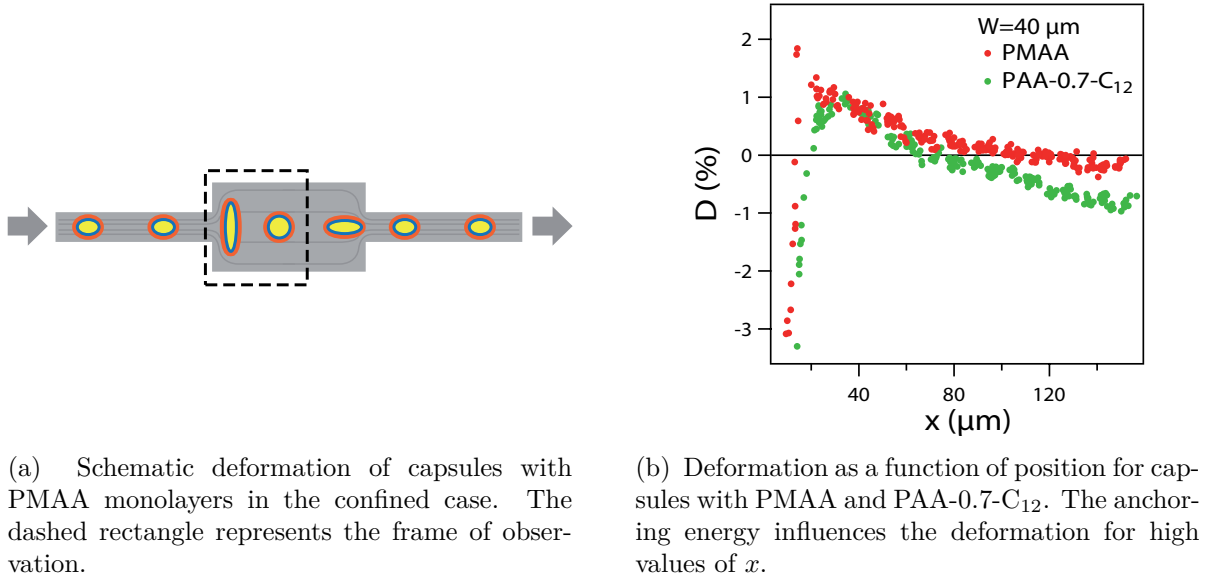 W=40 µm
PMAA
PAA-0.7-C₁₂
2
1
0
-1
-2
-3
D (%)
40
80
120
x (µm)
(a) Schematic deformation of capsules with
PMAA monolayers in the confined case. The
dashed rectangle represents the frame of obser-
vation.
(b) Deformation as a function of position for cap-
sules with PMAA and PAA-0.7-C₁₂. The anchor-
ing energy influences the deformation for high
values of x.